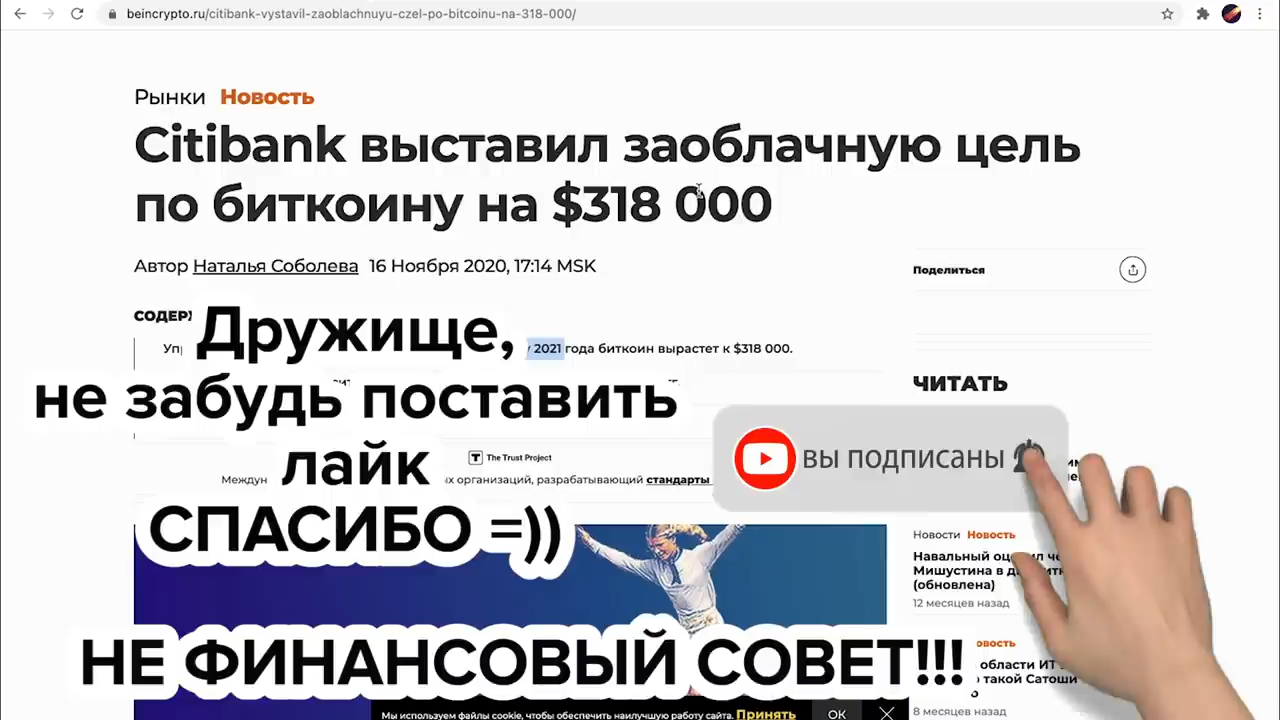 beincrypto.ru/citibank-vystavil-zaoblachnuyu-czel-po-bitcoinu-na-318-000/
Рынки Новость
Citibank выставил заоблачную цель
по биткоину на $318 000
Автор Наталья Соболева 16 Ноября 2020, 17:14 MSK
Поделиться
Дружище,
2021 года биткоин вырастет к $318 000.
не забудь поставить
ЧИТАТЬ
лайк
The Trust Project
вы подписаны
организаций, разрабатывающий стандарты
СПАСИБО =))
Новости Новость
Навальный
Мишустина в
(обновлена)
12 месяцев назад
НЕ ФИНАНСОВЫЙ СОВЕТ!!!
области ИТ
такой Сатоши
8 месяцев назад
Мы используем файлы cookie, чтобы обеспечить наилучшую работу сайта. Принять
OK